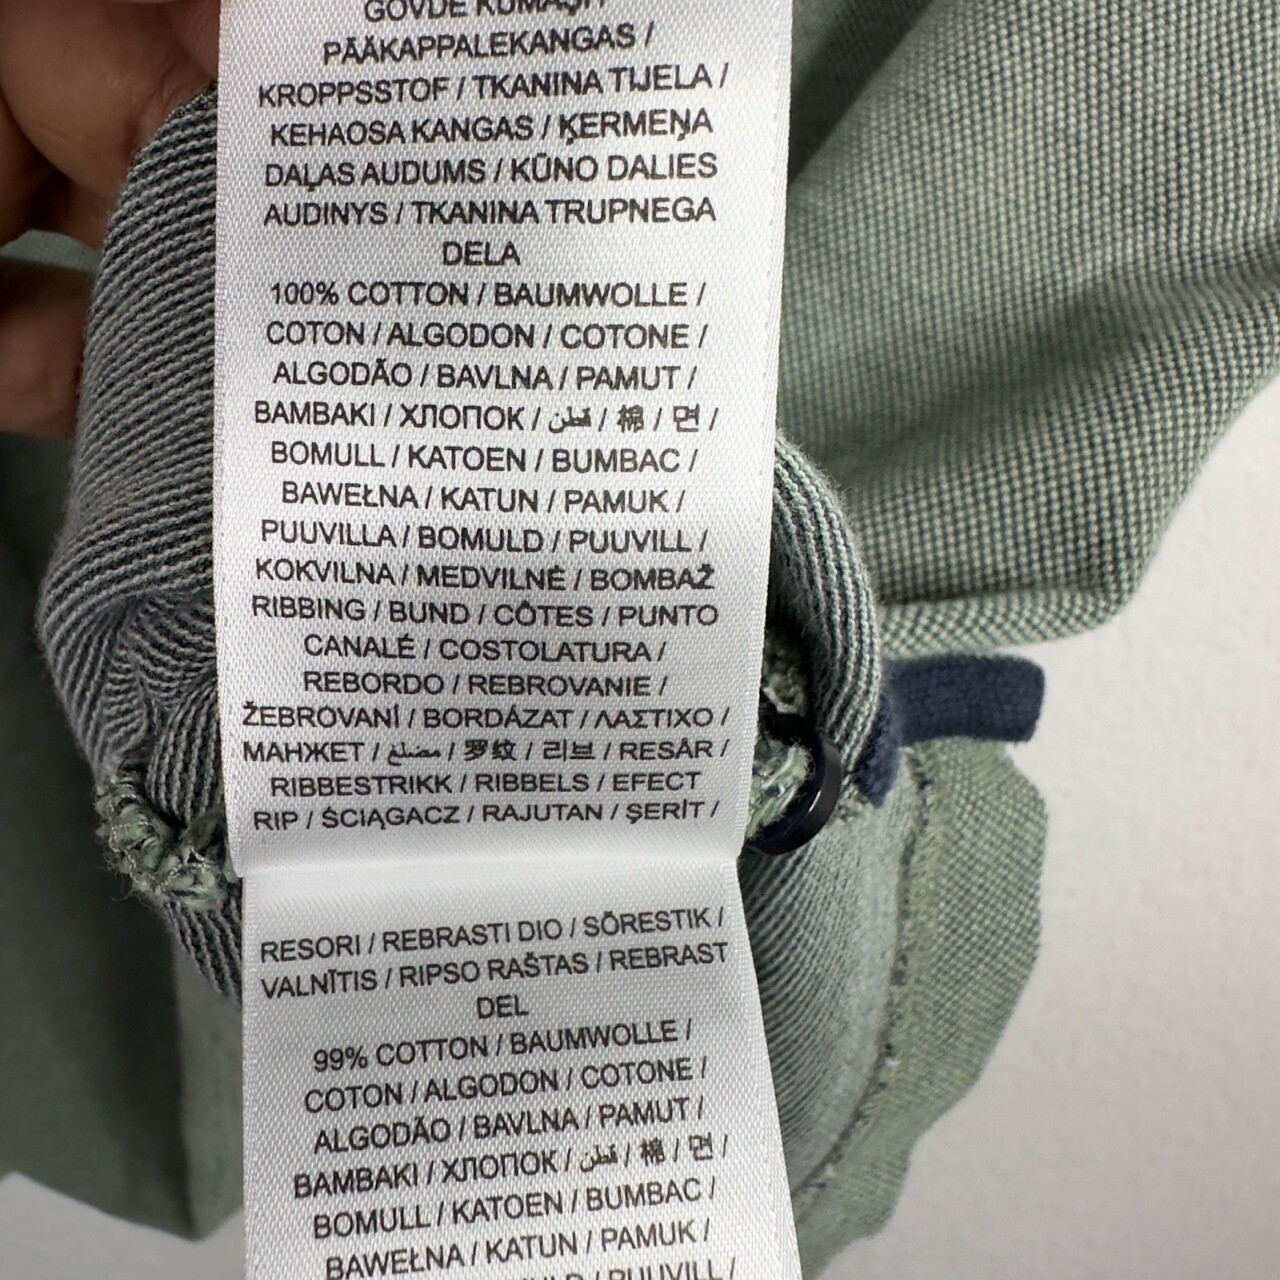 GÖVDE KUMAŞI /
PÄÄKAPPALEKANGAS /
KROPPSSTOF / TKANINA TIJELA /
KEHAOSA KANGAS / ĶERMEŅA
DAĻAS AUDUMS / KŪNO DALIES
AUDINYS / TKANINA TRUPNEGA
DELA
100% COTTON / BAUMWOLLE /
COTON / ALGODON / COTONE /
ALGODÃO / BAVLNA / PAMUT /
BAMBAKI / ХЛОПОК / قطن / 棉 / 면 /
BOMULL / KATOEN / BUMBAC /
BAWEŁNA / KATUN / PAMUK /
PUUVILLA / BOMULD / PUUVILL /
KOKVILNA / MEDVILNĖ / BOMBAŽ
RIBBING / BUND / CÔTES / PUNTO
CANALÉ / COSTOLATURA /
REBORDO / REBROVANIE /
ŽEBROVANÍ / BORDÁZAT / ΛΑΣΤΙΧΟ /
МАНЖЕТ / مضلع / 罗纹 / 리브 / RESÅR /
RIBBESTRIKK / RIBBELS / EFECT
RIP / ŚCIĄGACZ / RAJUTAN / ŞERİT /
RESORI / REBRASTI DIO / SÕRESTIK /
VALNĪTIS / RIPSO RAŠTAS / REBRAST
DEL
99% COTTON / BAUMWOLLE /
COTON / ALGODON / COTONE /
ALGODÃO / BAVLNA / PAMUT /
BAMBAKI / ХЛОПОК / قطن / 棉 / 면 /
BOMULL / KATOEN / BUMBAC /
BAWEŁNA / KATUN / PAMUK /
/ PUUVILL /